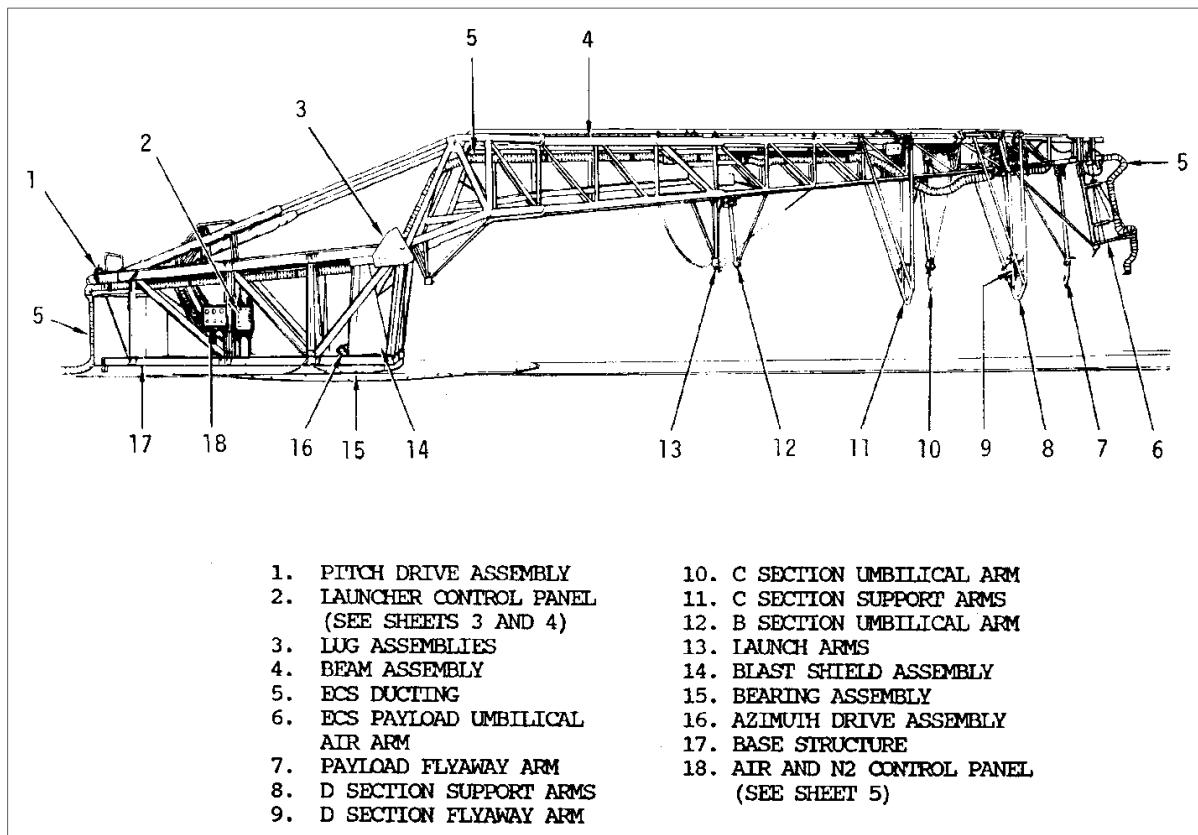 5 4
3
2
1
5
5
17 18 16 15 14 13 12 11 10 9 8 7 6
1. PITCH DRIVE ASSEMBLY
2. LAUNCHER CONTROL PANEL
(SEE SHEETS 3 AND 4)
3. LUG ASSEMBLIES
4. BEAM ASSEMBLY
5. ECS DUCTING
6. ECS PAYLOAD UMBILICAL
AIR ARM
7. PAYLOAD FLYAWAY ARM
8. D SECTION SUPPORT ARMS
9. D SECTION FLYAWAY ARM
10. C SECTION UMBILICAL ARM
11. C SECTION SUPPORT ARMS
12. B SECTION UMBILICAL ARM
13. LAUNCH ARMS
14. BLAST SHIELD ASSEMBLY
15. BEARING ASSEMBLY
16. AZIMUTH DRIVE ASSEMBLY
17. BASE STRUCTURE
18. AIR AND N2 CONTROL PANEL
(SEE SHEET 5)